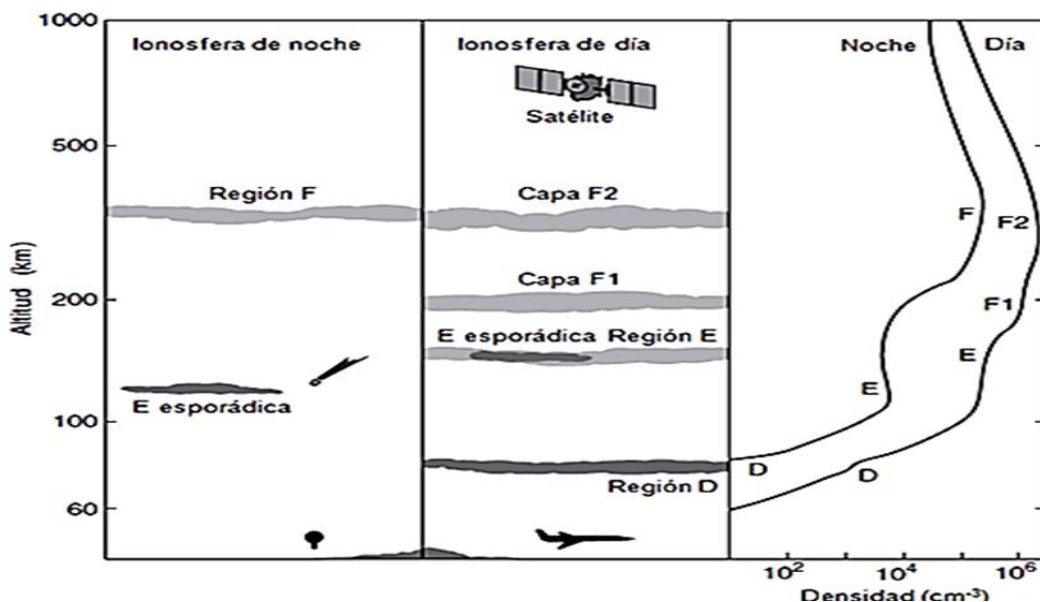 1000
500
200
100
60
Altitud (km)
Ionosfera de noche
Región F
E esporádica
Ionosfera de día
Satélite
Capa F2
Capa F1
E esporádica Región E
Región D
Noche Día
F F2
F1
E
E
D D
10² 10⁴ 10⁶
Densidad (cm⁻³)